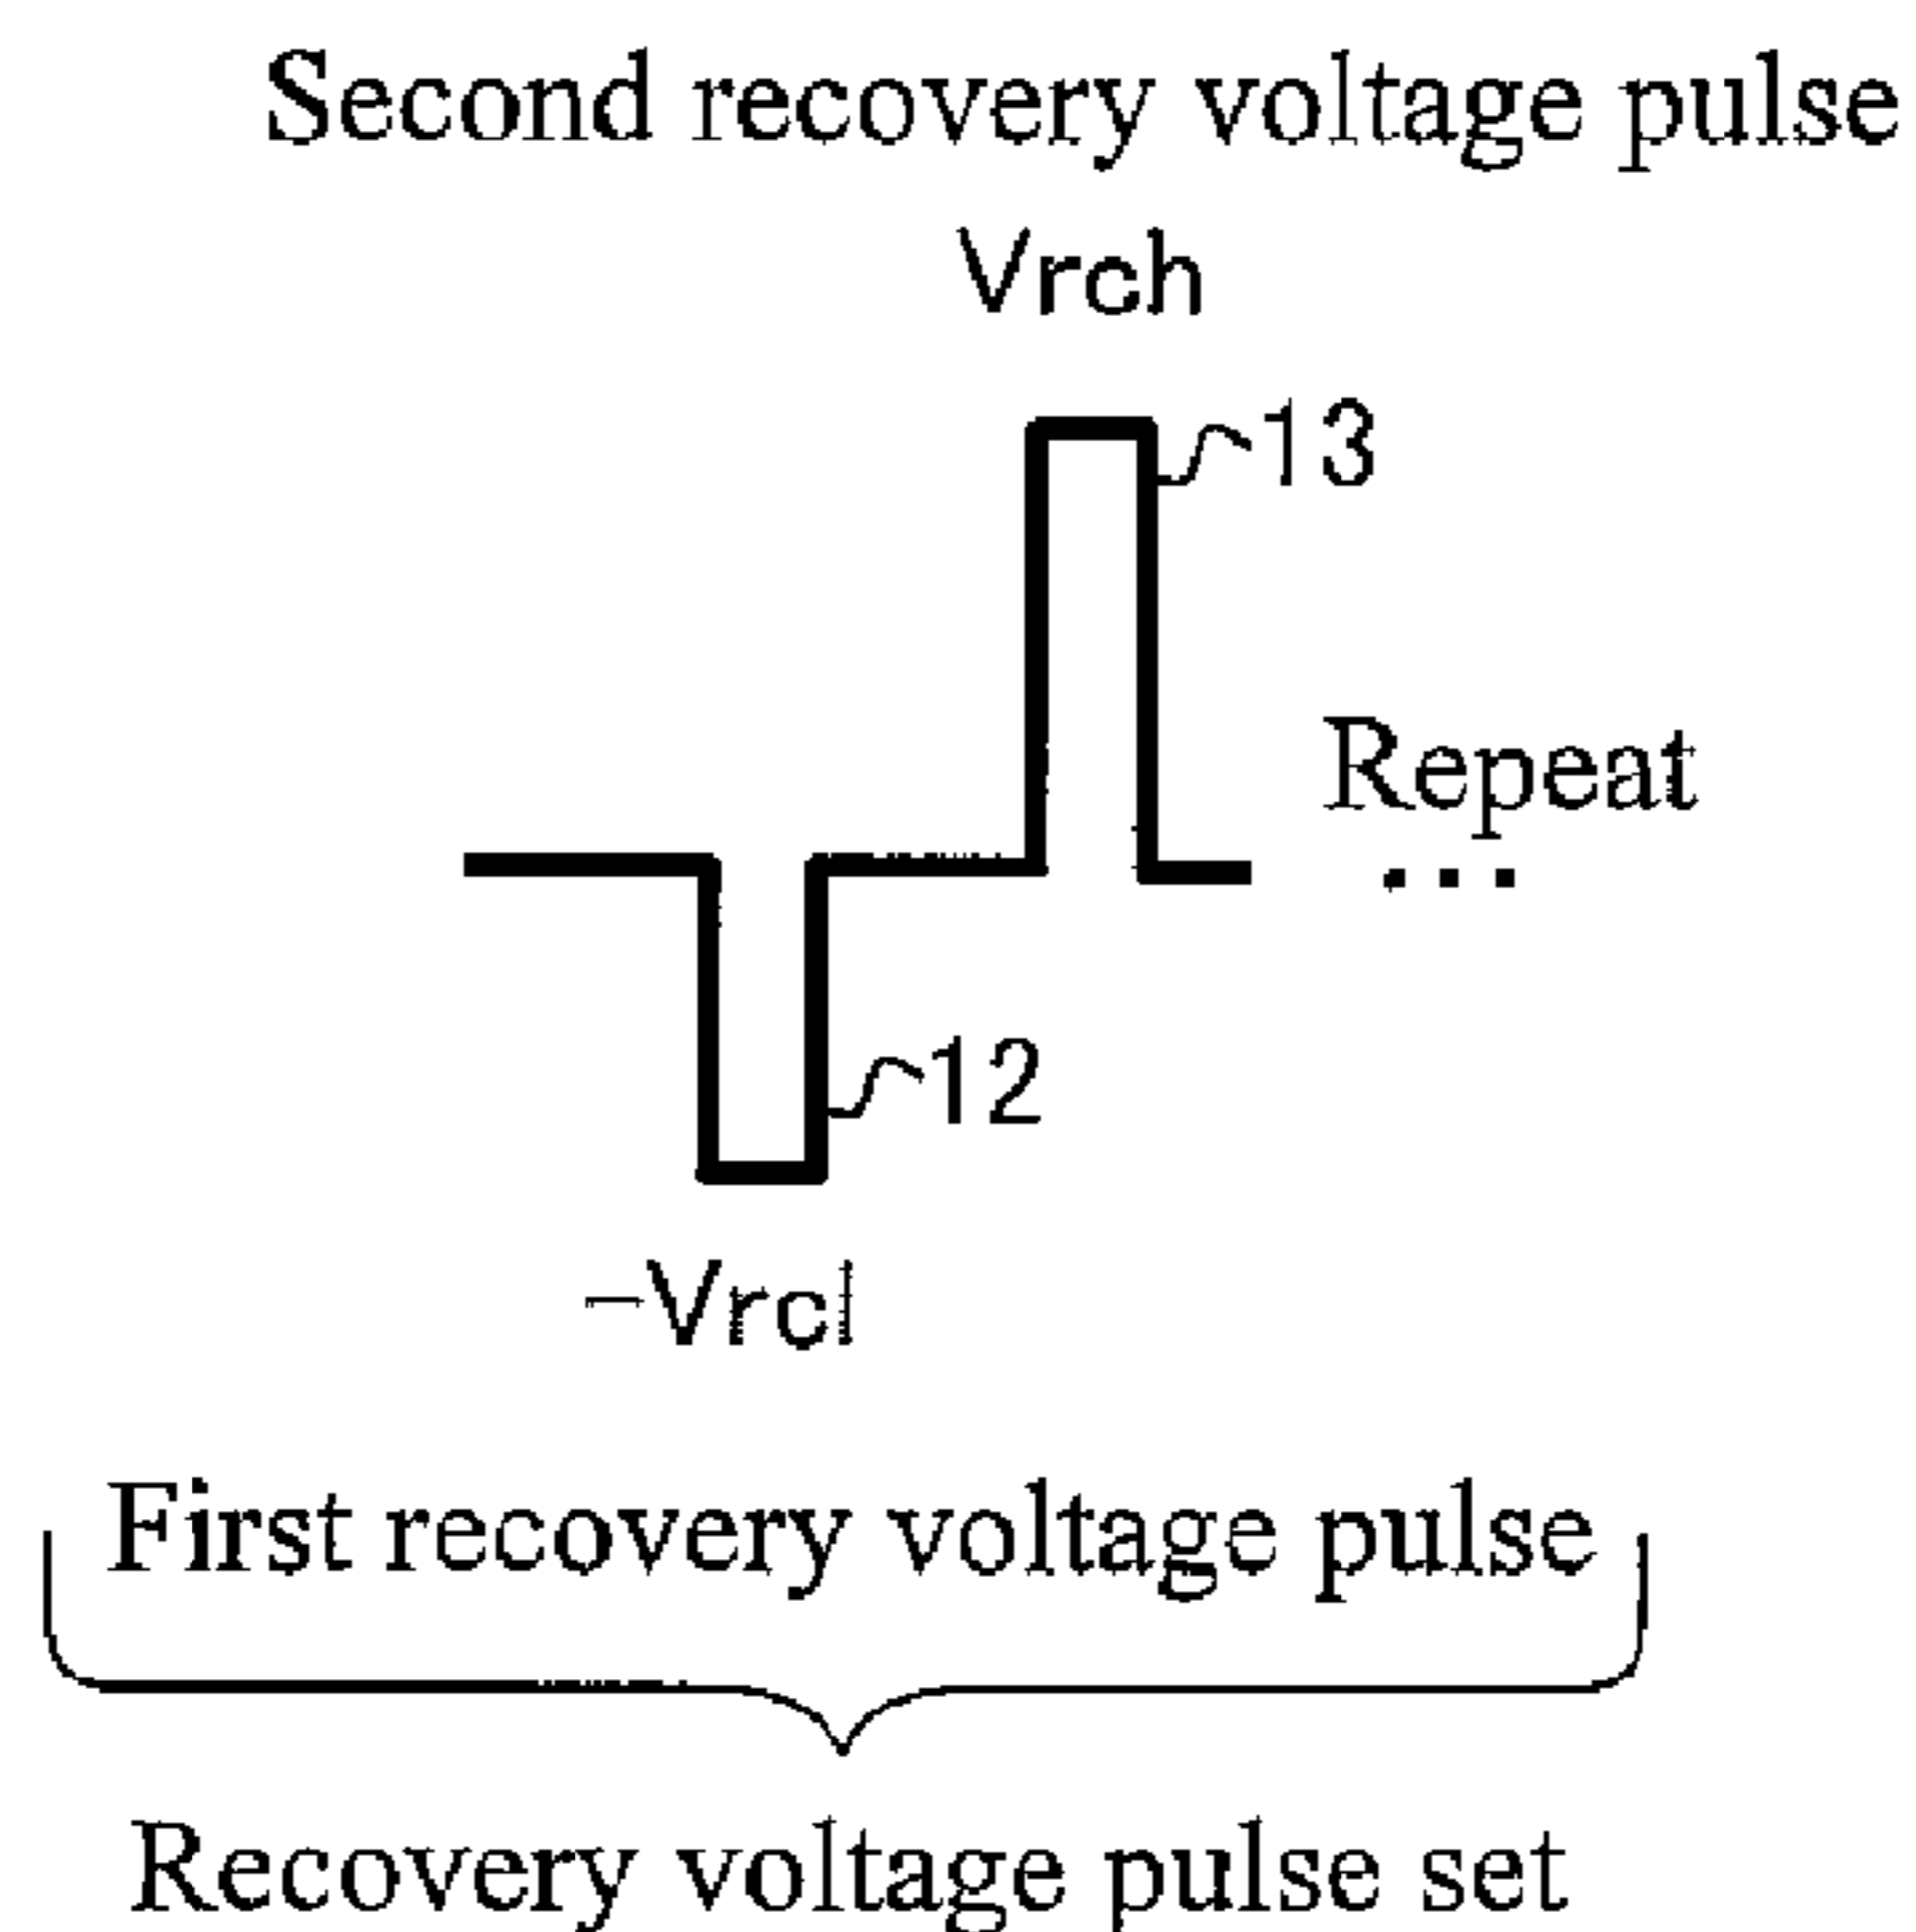 Second recovery voltage pulse
Vrch
13
Repeat
...
12
−Vrcl
First recovery voltage pulse
Recovery voltage pulse set